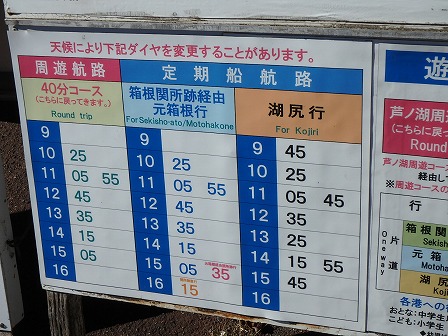 天候により下記ダイヤを変更することがあります。
周遊航路
定期船航路
40分コース
(こちらに戻ってきます。)
Round trip
箱根関所跡経由
元箱根行
For Sekisho-ato/Motohakone
湖尻行
For Kojiri
9 9 9 45
10 25 10 25 10 25
11 05 55 11 05 55 11 05 45
12 45 12 45 12 45
13 35 13 35 13 25
14 15 14 15 14 15 55
15 05 15 05 35 15 45
16 16 15 16
遊
芦ノ湖周
(こちらに戻
Round
芦ノ湖周遊コー
経由し
※周遊コースの
行
片道
One way
箱根
Sekish
元箱
Motoha
湖
Koj
各港への
おとな:中学生
こども:小学生